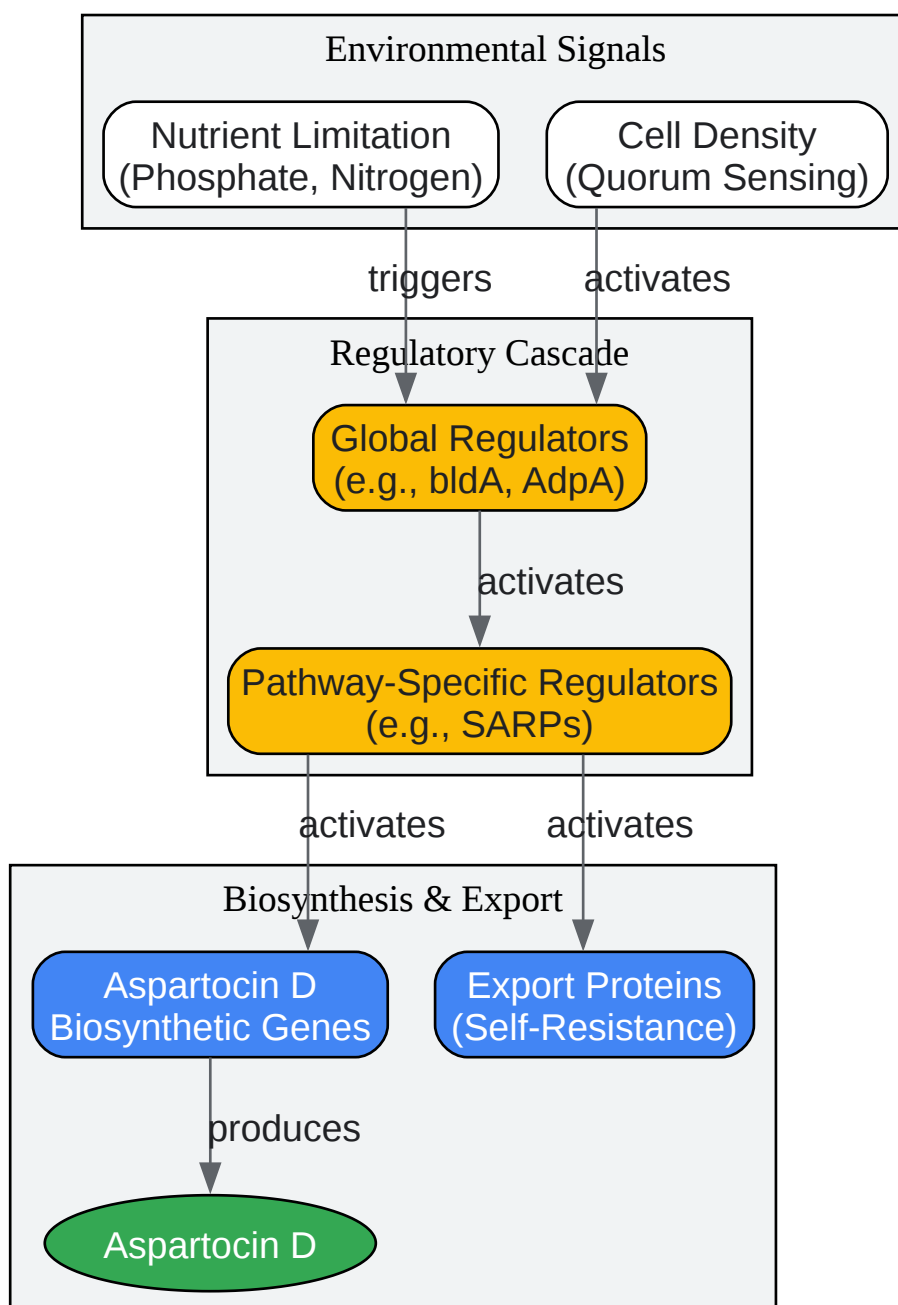 Environmental Signals
Nutrient Limitation
(Phosphate, Nitrogen)
Cell Density
(Quorum Sensing)
triggers
activates
Regulatory Cascade
Global Regulators
(e.g., bldA, AdpA)
activates
Pathway-Specific Regulators
(e.g., SARPs)
activates
activates
Biosynthesis & Export
Aspartocin D
Biosynthetic Genes
Export Proteins
(Self-Resistance)
produces
Aspartocin D